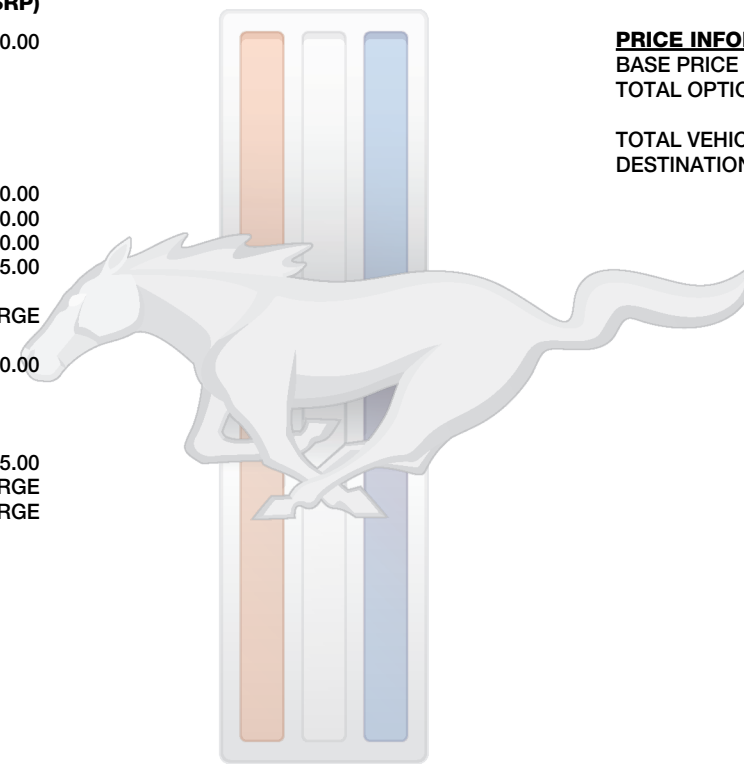 SRP)
0.00
0.00
0.00
0.00
5.00
RGE
0.00
5.00
RGE
RGE
PRICE INFO
BASE PRICE
TOTAL OPTIO
TOTAL VEHIC
DESTINATION